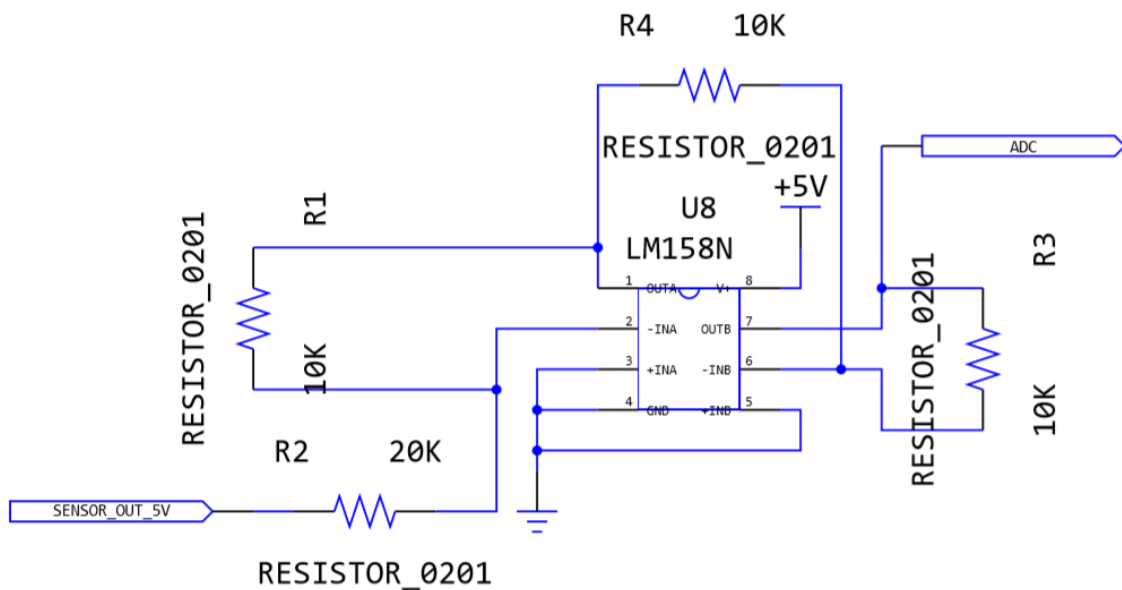 R4 10K
RESISTOR_0201
ADC
+5V
R1
U8
LM158N
RESISTOR_0201
R3
RESISTOR_0201
1 OUTA V+ 8
2 -INA OUTB 7
3 +INA -INB 6
4 GND +INB 5
10K
10K
R2 20K
SENSOR_OUT_5V
RESISTOR_0201